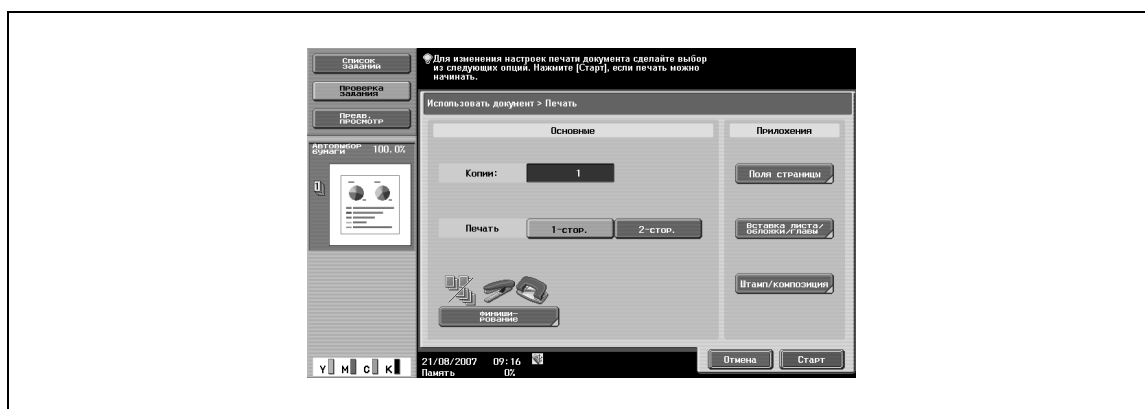 Список
заданий
Проверка
задания
Предв.
просмотр
Автовыбор
бумаги 100.0%
1
Y M C K
Для изменения настроек печати документа сделайте выбор
из следующих опций. Нажмите [Старт], если печать можно
начинать.
Использовать документ > Печать
Основные
Копии: 1
Печать 1-стор. 2-стор.
Финиши-
рование
Приложения
Поля страницы
Вставка листа/
обложки/главы
Штамп/композиция
21/08/2007 09:16
Память 0%
Отмена Старт